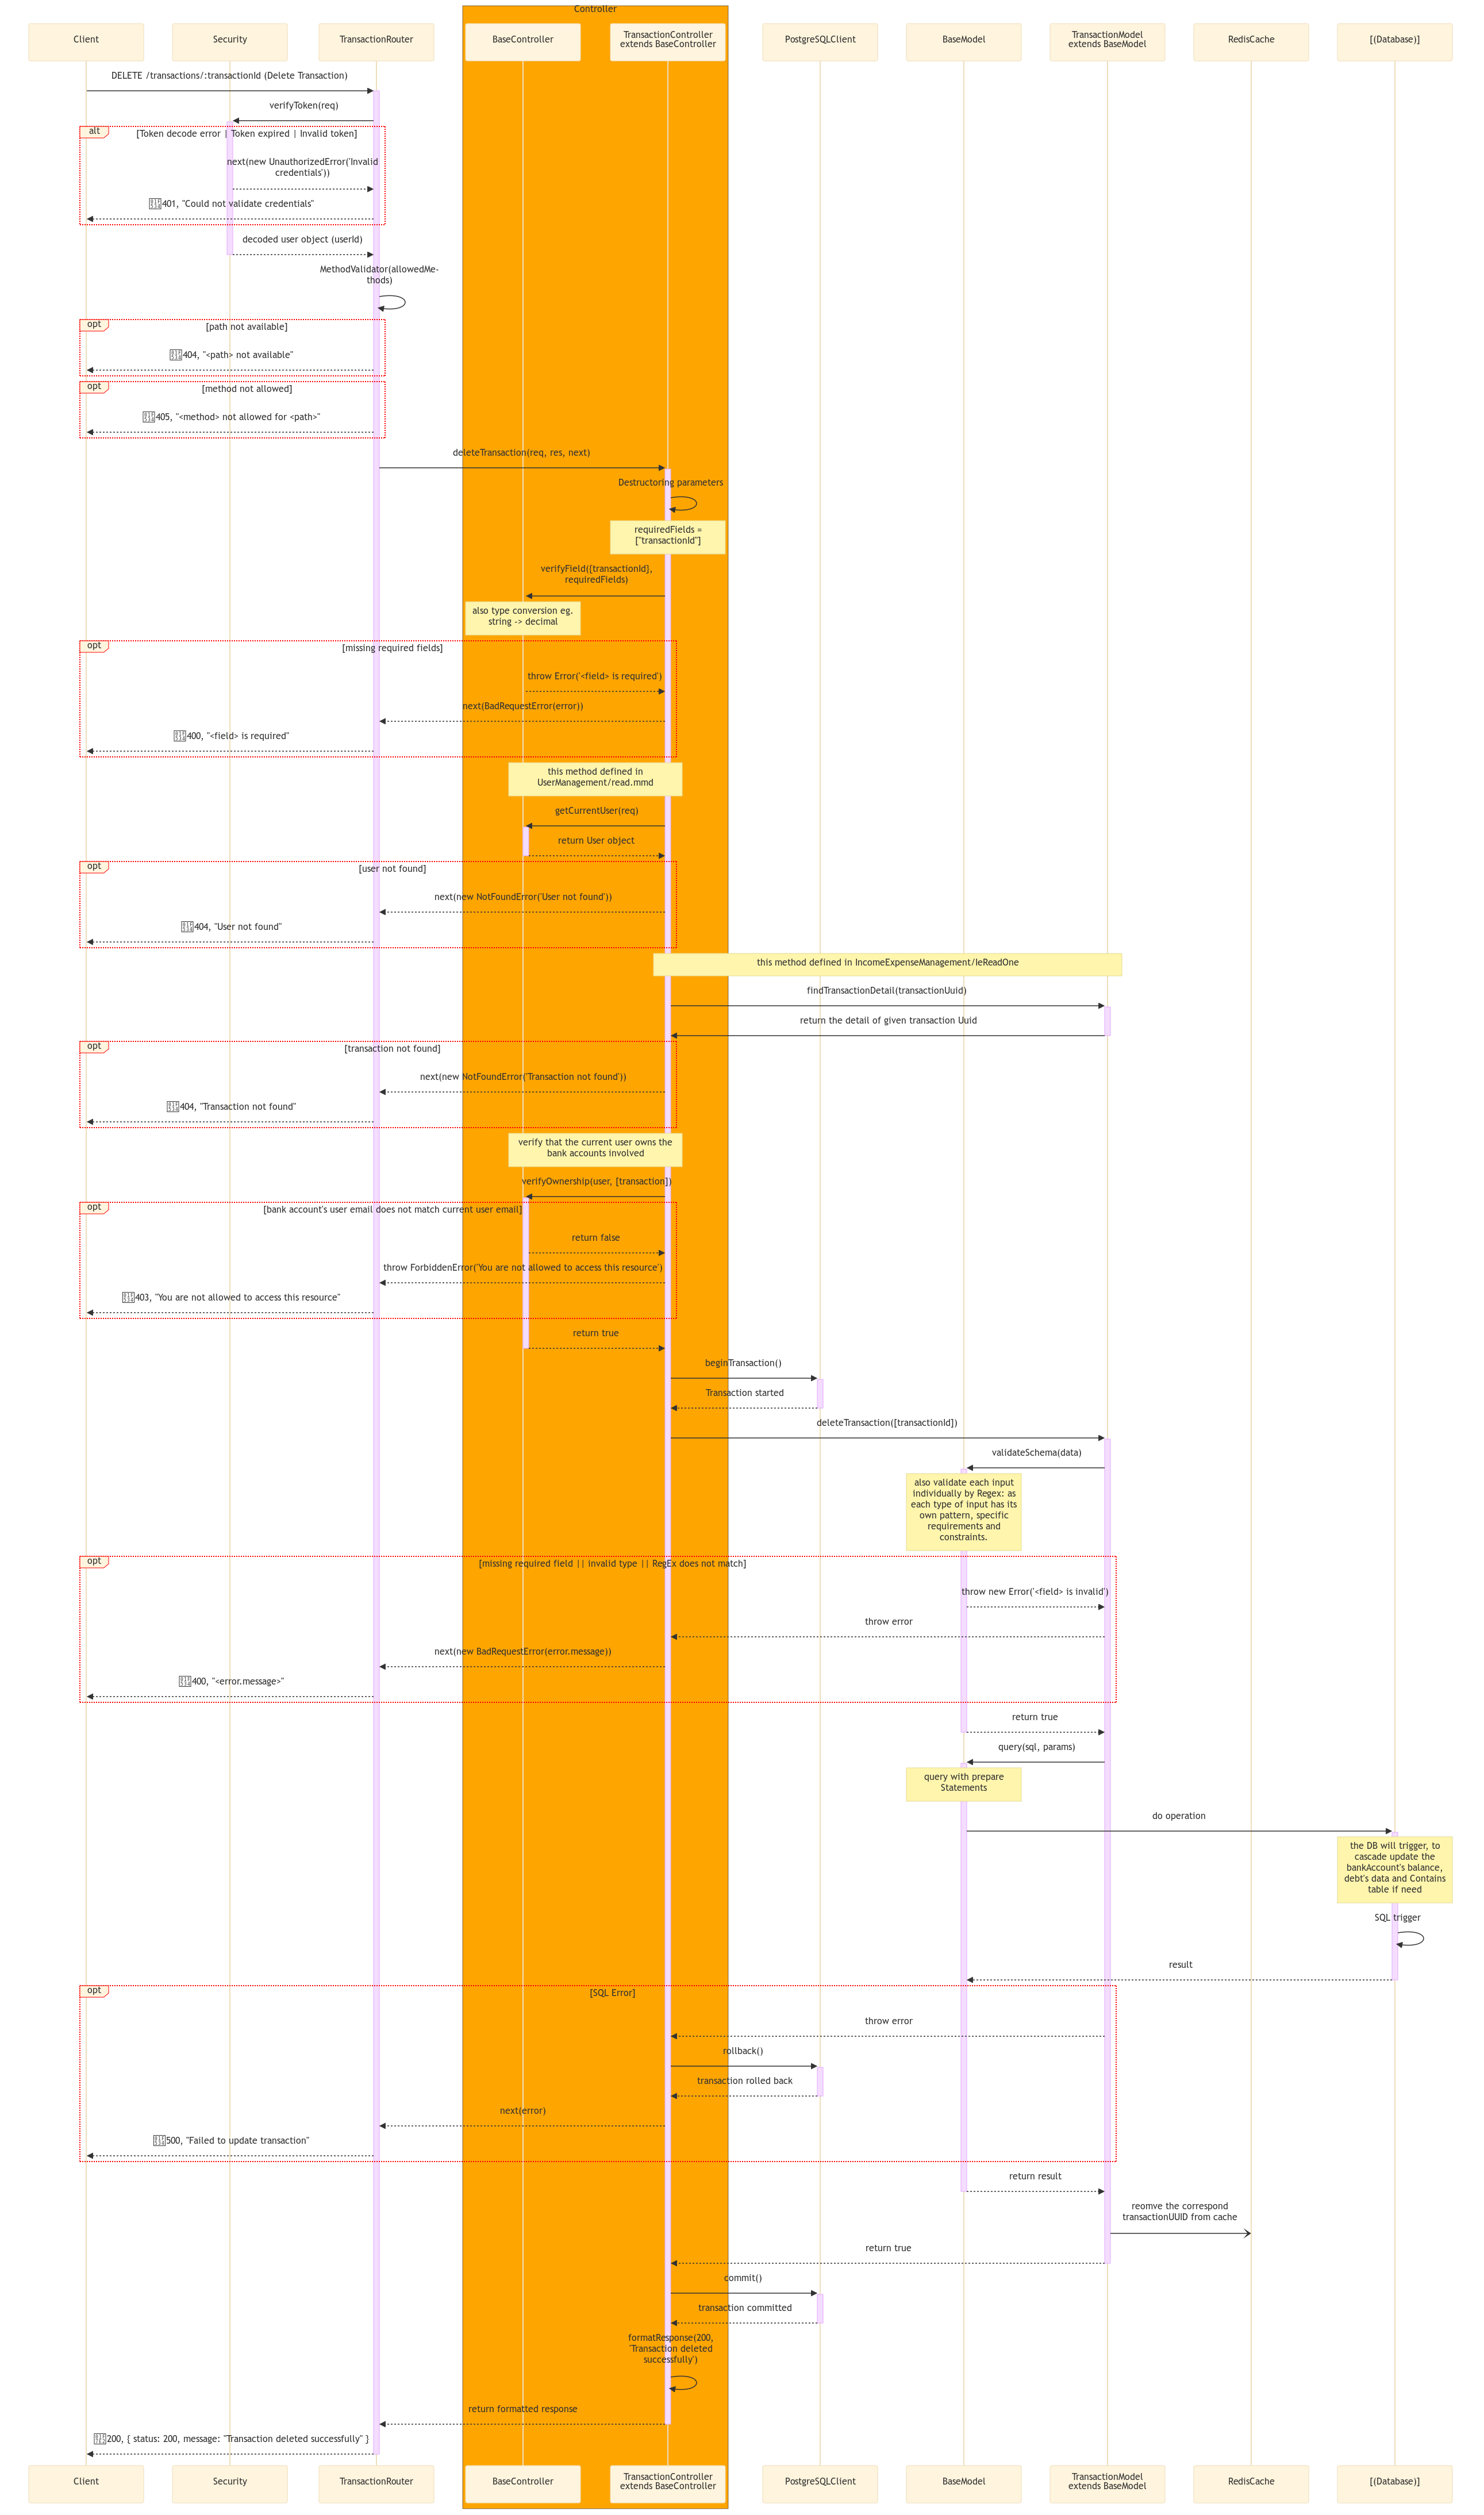 Controller
Client
Security
TransactionRouter
BaseController
TransactionController
extends BaseController
PostgreSQLClient
BaseModel
TransactionModel
extends BaseModel
RedisCache
[(Database)]
DELETE /transactions/:transactionId (Delete Transaction)
verifyToken(req)
alt
[Token decode error | Token expired | Invalid token]
next(new UnauthorizedError('Invalid
credentials'))
401, "Could not validate credentials"
decoded user object (userId)
MethodValidator(allowedMe-
thods)
opt
[path not available]
404, "<path> not available"
opt
[method not allowed]
405, "<method> not allowed for <path>"
deleteTransaction(req, res, next)
Destructoring parameters
requiredFields =
["transactionId"]
verifyField({transactionId},
requiredFields)
also type conversion eg.
string -> decimal
opt
[missing required fields]
throw Error('<field> is required')
next(BadRequestError(error))
400, "<field> is required"
this method defined in
UserManagement/read.mmd
getCurrentUser(req)
return User object
opt
[user not found]
next(new NotFoundError('User not found'))
404, "User not found"
this method defined in IncomeExpenseManagement/IeReadOne
findTransactionDetail(transactionUuid)
return the detail of given transaction Uuid
opt
[transaction not found]
next(new NotFoundError('Transaction not found'))
404, "Transaction not found"
verify that the current user owns the
bank accounts involved
verifyOwnership(user, [transaction])
opt
[bank account's user email does not match current user email]
return false
throw ForbiddenError('You are not allowed to access this resource')
403, "You are not allowed to access this resource"
return true
beginTransaction()
Transaction started
deleteTransaction([transactionId])
validateSchema(data)
also validate each input
individually by Regex: as
each type of input has its
own pattern, specific
requirements and
constraints.
opt
[missing required field || invalid type || RegEx does not match]
throw new Error('<field> is invalid')
throw error
next(new BadRequestError(error.message))
400, "<error.message>"
return true
query(sql, params)
query with prepare
Statements
do operation
the DB will trigger, to
cascade update the
bankAccount's balance,
debt's data and Contains
table if need
SQL trigger
result
opt
[SQL Error]
throw error
rollback()
transaction rolled back
next(error)
500, "Failed to update transaction"
return result
reomve the correspond
transactionUUID from cache
return true
commit()
transaction committed
formatResponse(200,
'Transaction deleted
successfully')
return formatted response
200, { status: 200, message: "Transaction deleted successfully" }
Client
Security
TransactionRouter
BaseController
TransactionController
extends BaseController
PostgreSQLClient
BaseModel
TransactionModel
extends BaseModel
RedisCache
[(Database)]